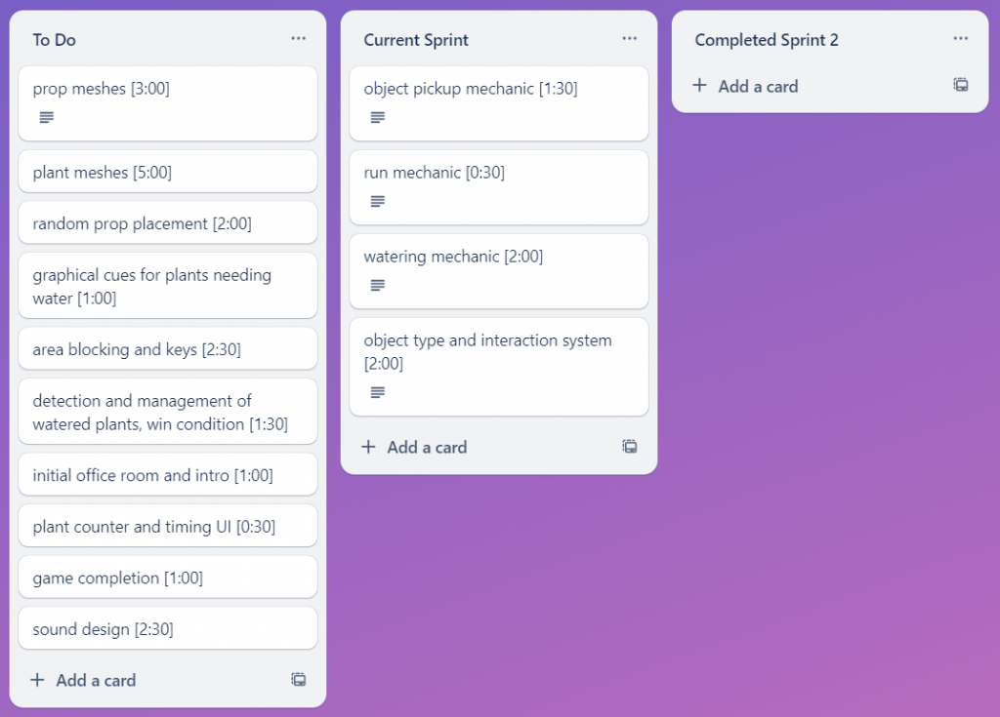 To Do
prop meshes [3:00]
plant meshes [5:00]
random prop placement [2:00]
graphical cues for plants needing
water [1:00]
area blocking and keys [2:30]
detection and management of
watered plants, win condition [1:30]
initial office room and intro [1:00]
plant counter and timing UI [0:30]
game completion [1:00]
sound design [2:30]
+ Add a card
Current Sprint
object pickup mechanic [1:30]
run mechanic [0:30]
watering mechanic [2:00]
object type and interaction system
[2:00]
+ Add a card
Completed Sprint 2
+ Add a card